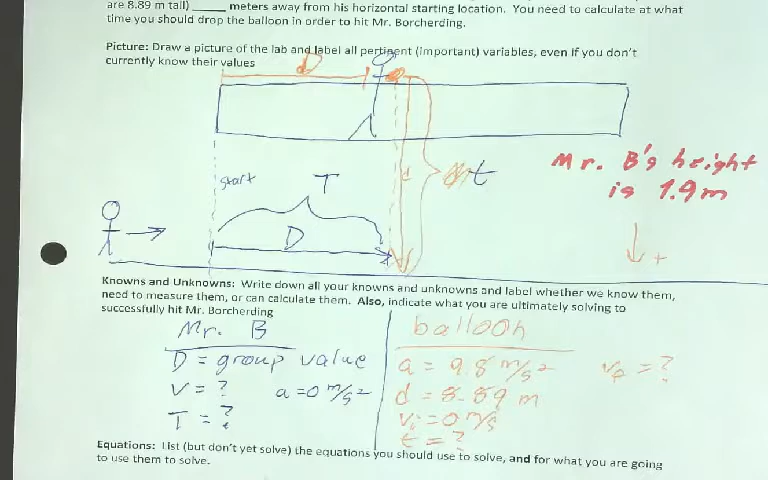 are 8.89 m tall) _____ meters away from his horizontal starting location. You need to calculate at what
time you should drop the balloon in order to hit Mr. Borcherding.
Picture: Draw a picture of the lab and label all pertinent (important) variables, even if you don't
currently know their values
D
Mr. B's height
is 1.9m
start
T
d
t
D
+
Knowns and Unknowns: Write down all your knowns and unknowns and label whether we know them,
need to measure them, or can calculate them. Also, indicate what you are ultimately solving to
successfully hit Mr. Borcherding
Mr. B
balloon
D = group value
V = ? a = 0 m/s²
T = ?
a = 9.8 m/s²
d = 8.89 m
vi = 0 m/s
t = ?
vf = ?
Equations: List (but don't yet solve) the equations you should use to solve, and for what you are going
to use them to solve.